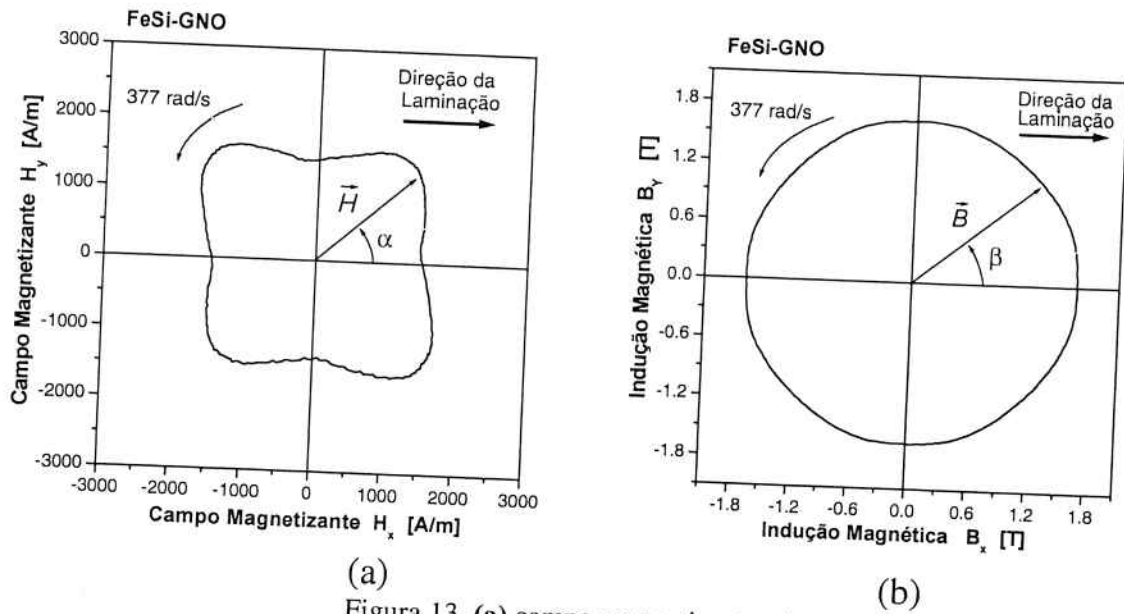 FeSi-GNO
3000
2000
1000
0
-1000
-2000
-3000
Campo Magnetizante H_y [A/m]
377 rad/s
Direção da
Laminação
H
α
-3000 -2000 -1000 0 1000 2000 3000
Campo Magnetizante H_x [A/m]
(a)
FeSi-GNO
1.8
1.2
0.6
0.0
-0.6
-1.2
-1.8
Indução Magnética B_Y [T]
377 rad/s
Direção da
Laminação
B
β
-1.8 -1.2 -0.6 0.0 0.6 1.2 1.8
Indução Magnética B_x [T]
(b)
Figura 13. (a) campo